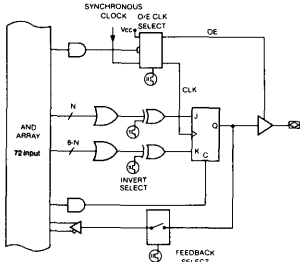 SYNCHRONOUS
CLOCK
O/E CLK
SELECT
Vcc
OE
CLK
N
J
Q
AND
ARRAY
72 input
8-N
K
C
INVERT
SELECT
FEEDBACK
SELECT